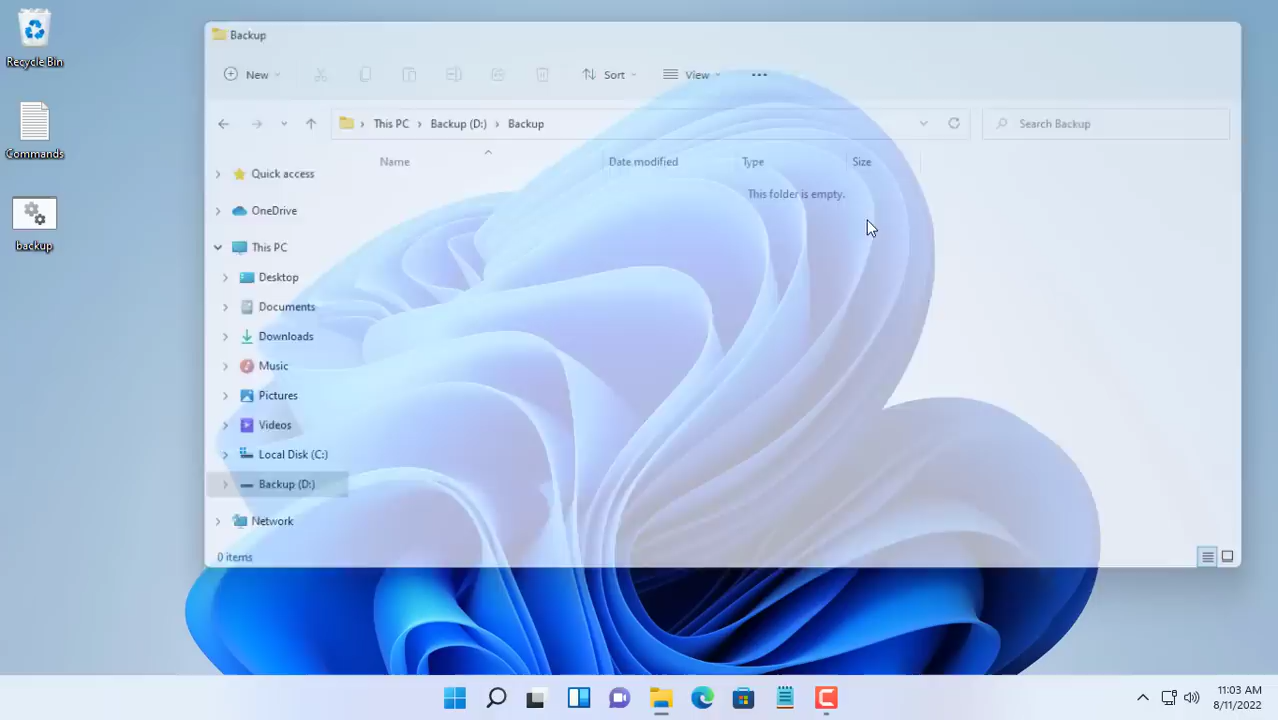 Recycle Bin
Commands
backup
Backup
New
Sort
View
This PC
Backup (D:)
Backup
Search Backup
Name
Date modified
Type
Size
This folder is empty.
Quick access
OneDrive
This PC
Desktop
Documents
Downloads
Music
Pictures
Videos
Local Disk (C:)
Backup (D:)
Network
0 items
11:03 AM
8/11/2022